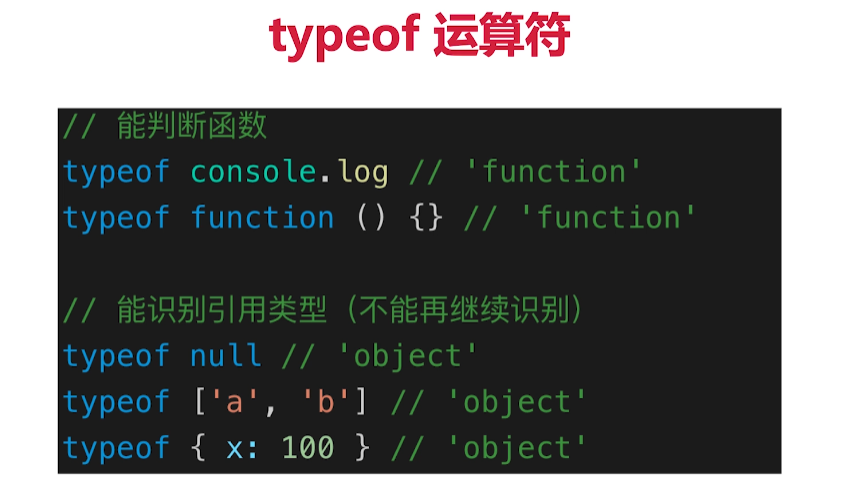 typeof 运算符
// 能判断函数
typeof console.log // 'function'
typeof function () {} // 'function'
// 能识别引用类型（不能再继续识别）
typeof null // 'object'
typeof ['a', 'b'] // 'object'
typeof { x: 100 } // 'object'